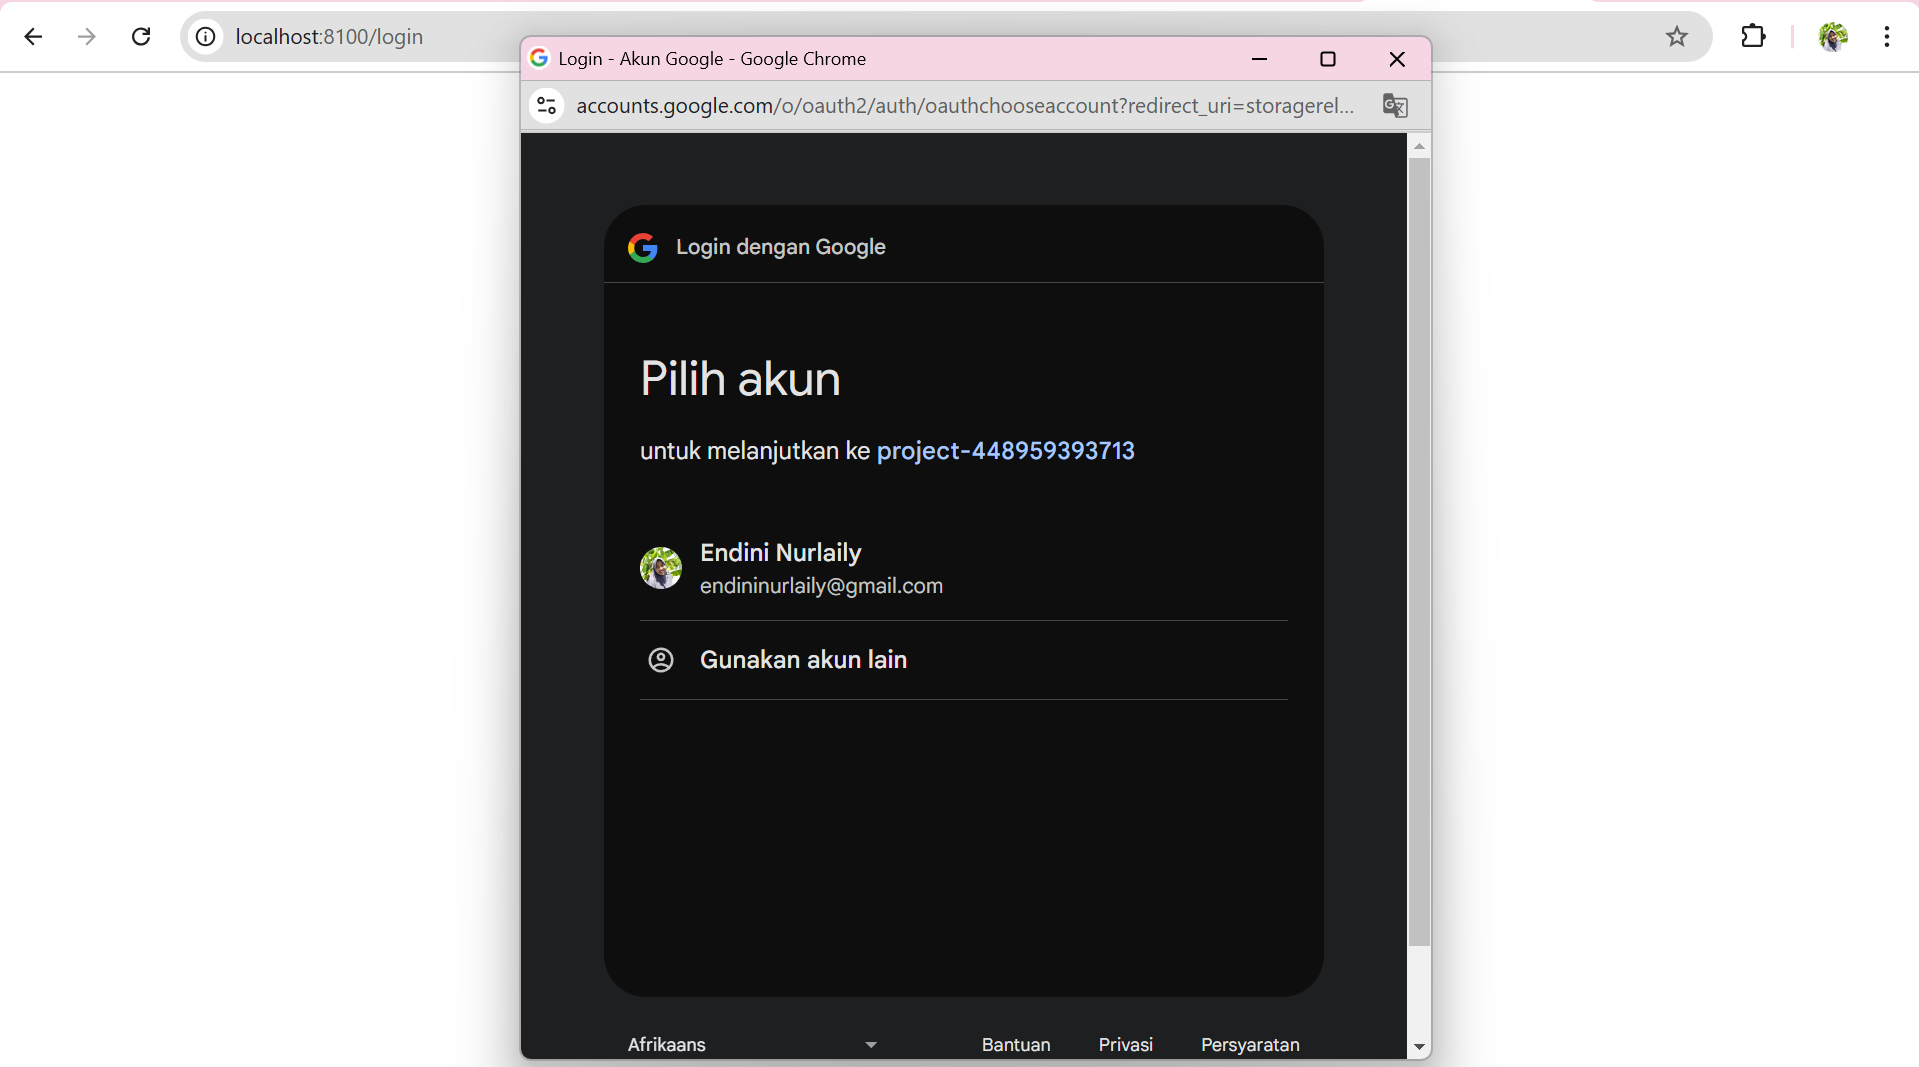 localhost:8100/login
Login - Akun Google - Google Chrome
accounts.google.com/o/oauth2/auth/oauthchooseaccount?redirect_uri=storagerel...
Login dengan Google
Pilih akun
untuk melanjutkan ke project-448959393713
Endini Nurlaily
endininurlaily@gmail.com
Gunakan akun lain
Afrikaans Bantuan Privasi Persyaratan